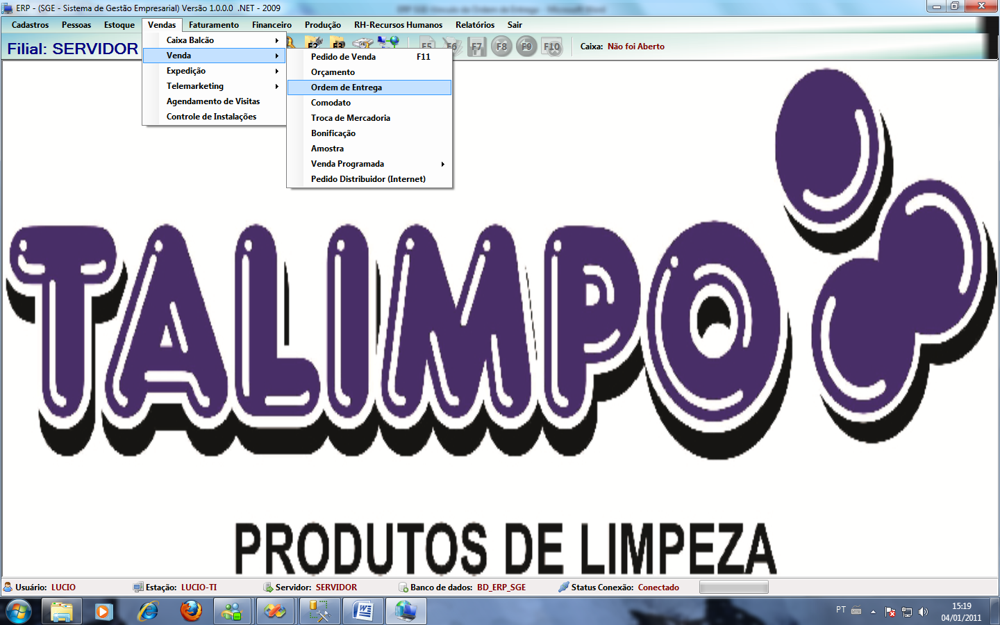 ERP - (SGE - Sistema de Gestão Empresarial) Versão 1.0.0.0 .NET - 2009
Cadastros Pessoas Estoque Vendas Faturamento Financeiro Produção RH-Recursos Humanos Relatórios Sair
Filial: SERVIDOR
F2 F3 F5 F6 F7 F8 F9 F10
Caixa: Não foi Aberto
Caixa Balcão
Venda
Expedição
Telemarketing
Agendamento de Visitas
Controle de Instalações
Pedido de Venda F11
Orçamento
Ordem de Entrega
Comodato
Troca de Mercadoria
Bonificação
Amostra
Venda Programada
Pedido Distribuidor (Internet)
TALIMPO
PRODUTOS DE LIMPEZA
Usuário: LUCIO Estação: LUCIO-TI Servidor: SERVIDOR Banco de dados: BD_ERP_SGE Status Conexão: Conectado
PT
15:19
04/01/2011